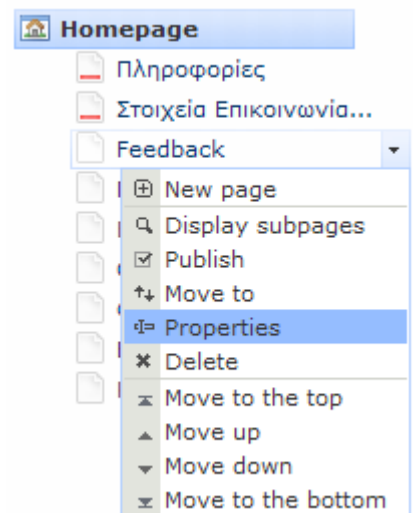 Homepage
Πληροφορίες
Στοιχεία Επικοινωνία...
Feedback
New page
Display subpages
Publish
Move to
Properties
Delete
Move to the top
Move up
Move down
Move to the bottom